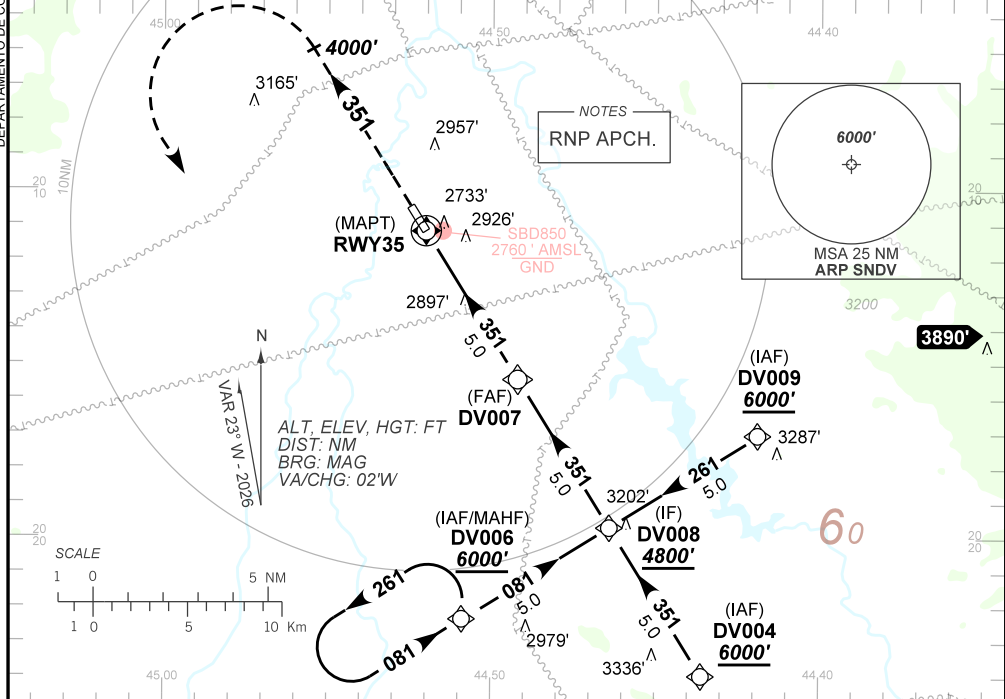 DEPARTAMENTO DE CO
45 00
44 50
44 40
4000'
3165'
351
2957'
NOTES
RNP APCH.
6000'
MSA 25 NM
ARP SNDV
10NM
20
10
20
10
2733'
2926'
(MAPT)
RWY35
SBD850
2760 ' AMSL
GND
2897'
3200
3890'
351
5.0
N
VAR 23° W - 2026
(FAF)
DV007
(IAF)
DV009
6000'
ALT, ELEV, HGT: FT
DIST: NM
BRG: MAG
VA/CHG: 02'W
3287'
351
5.0
261
5.0
3202'
(IF)
DV008
4800'
60
(IAF/MAHF)
DV006
6000'
20
20
20
20
SCALE
1 0 5 NM
1 0 5 10 Km
261
081
081
5.0
2979'
351
5.0
(IAF)
DV004
6000'
3336'
45 00
44 50
44 40